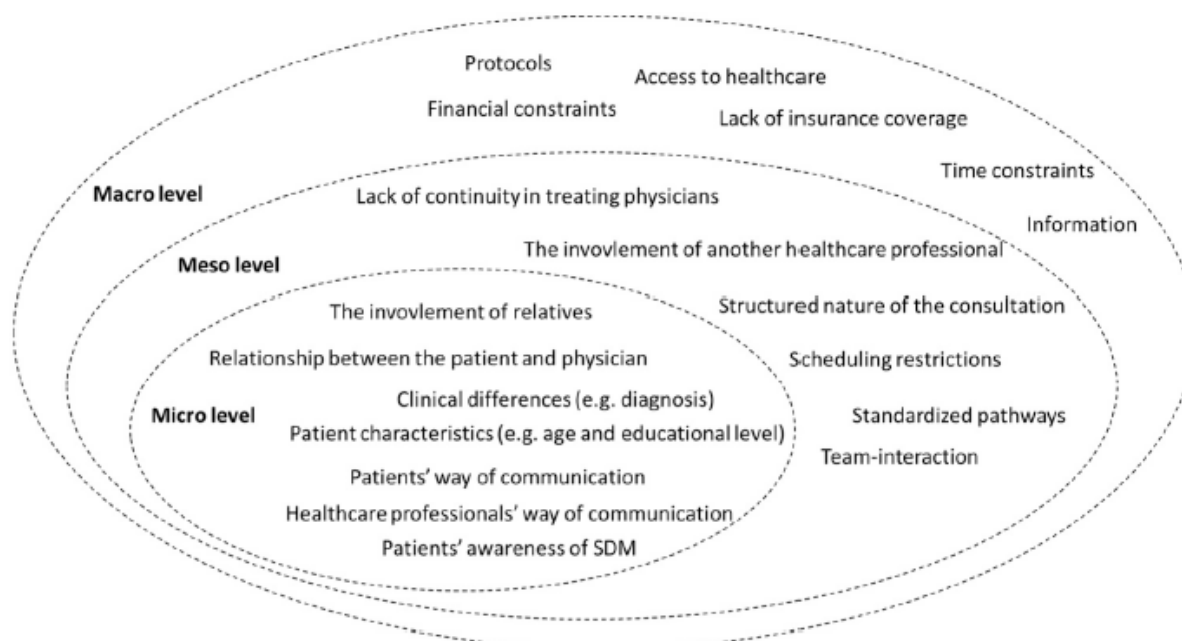 Protocols
Access to healthcare
Financial constraints
Lack of insurance coverage
Time constraints
Macro level
Lack of continuity in treating physicians
Information
The invovlement of another healthcare professional
Meso level
Structured nature of the consultation
The invovlement of relatives
Relationship between the patient and physician
Scheduling restrictions
Clinical differences (e.g. diagnosis)
Micro level
Standardized pathways
Patient characteristics (e.g. age and educational level)
Team-interaction
Patients' way of communication
Healthcare professionals' way of communication
Patients' awareness of SDM